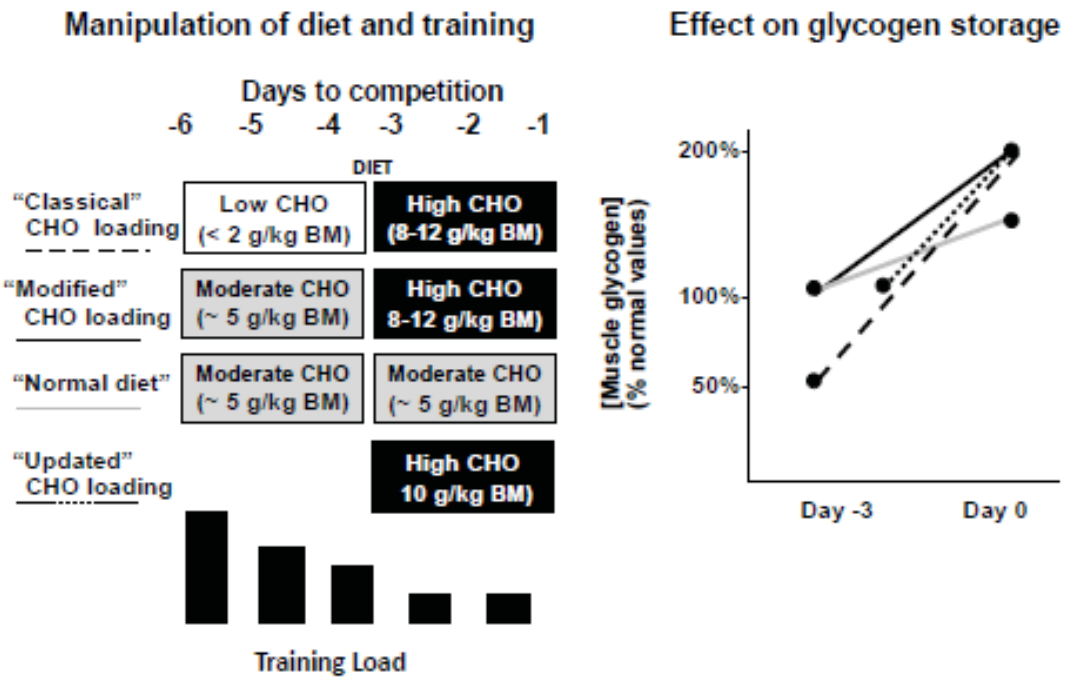 Manipulation of diet and training
Days to competition
-6 -5 -4 -3 -2 -1
DIET
“Classical”
CHO loading
Low CHO
(< 2 g/kg BM)
High CHO
(8-12 g/kg BM)
“Modified”
CHO loading
Moderate CHO
(~ 5 g/kg BM)
High CHO
8-12 g/kg BM)
“Normal diet”
Moderate CHO
(~ 5 g/kg BM)
Moderate CHO
(~ 5 g/kg BM)
“Updated”
CHO loading
High CHO
10 g/kg BM)
Training Load
Effect on glycogen storage
[Muscle glycogen]
(% normal values)
200%
100%
50%
Day -3 Day 0